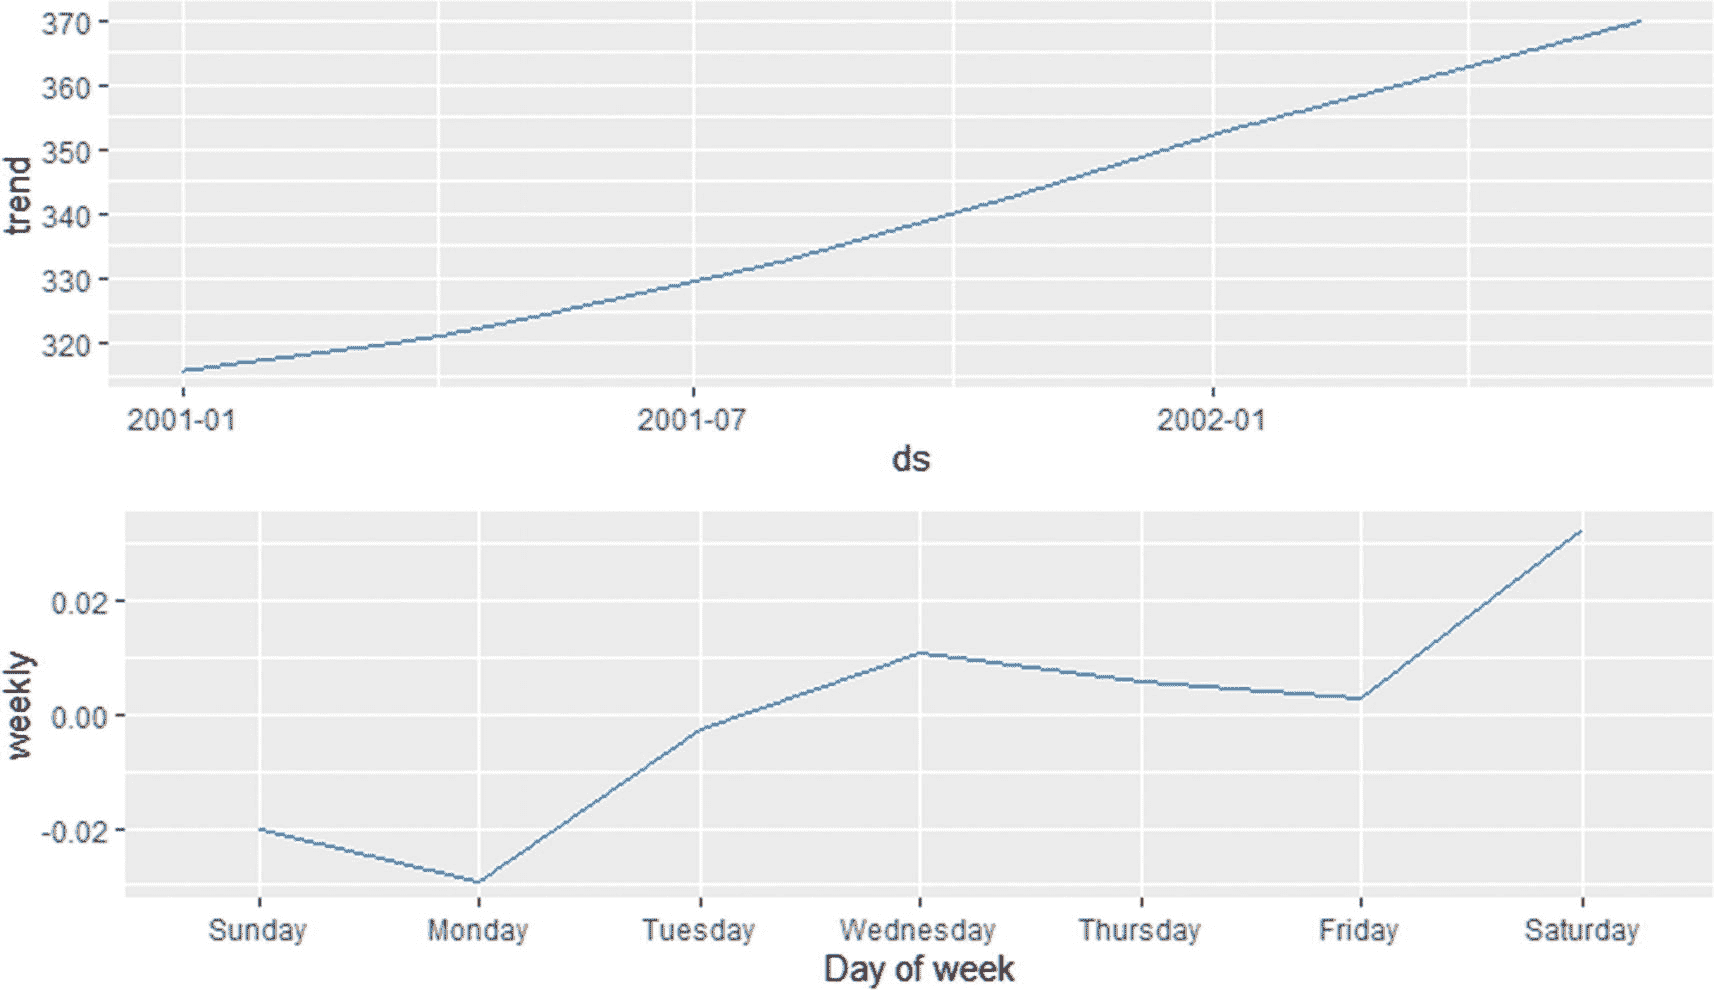 370
360
350
340
330
320
trend
2001-01 2001-07 2002-01
ds
0.02
0.00
-0.02
weekly
Sunday Monday Tuesday Wednesday Thursday Friday Saturday
Day of week